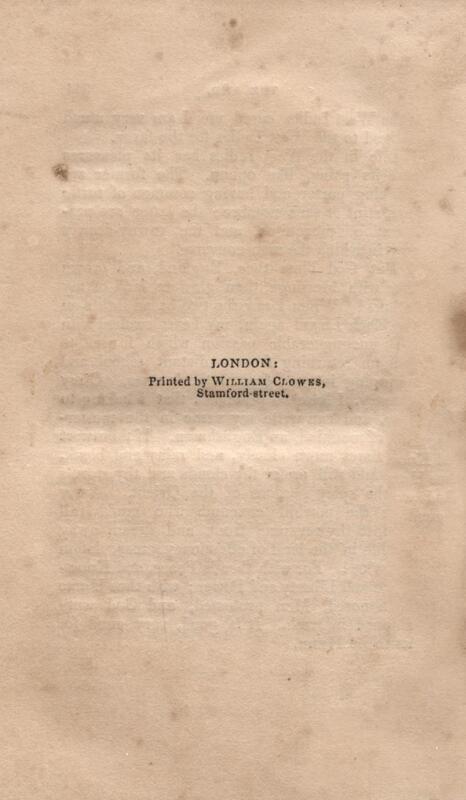 LONDON:
Printed by WILLIAM CLOWES,
Stamford-street.